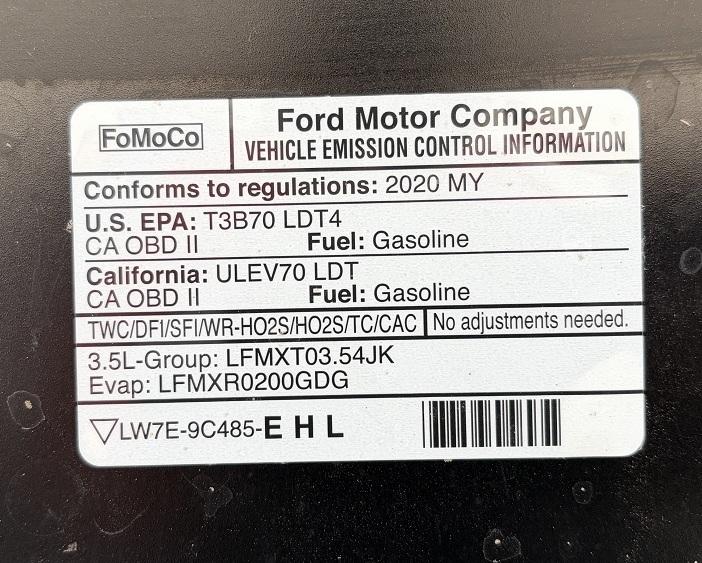 FoMoCo
Ford Motor Company
VEHICLE EMISSION CONTROL INFORMATION
Conforms to regulations: 2020 MY
U.S. EPA: T3B70 LDT4
CA OBD II Fuel: Gasoline
California: ULEV70 LDT
CA OBD II Fuel: Gasoline
TWC/DFI/SFI/WR-HO2S/HO2S/TC/CAC No adjustments needed.
3.5L-Group: LFMXT03.54JK
Evap: LFMXR0200GDG
▽LW7E-9C485-E H L